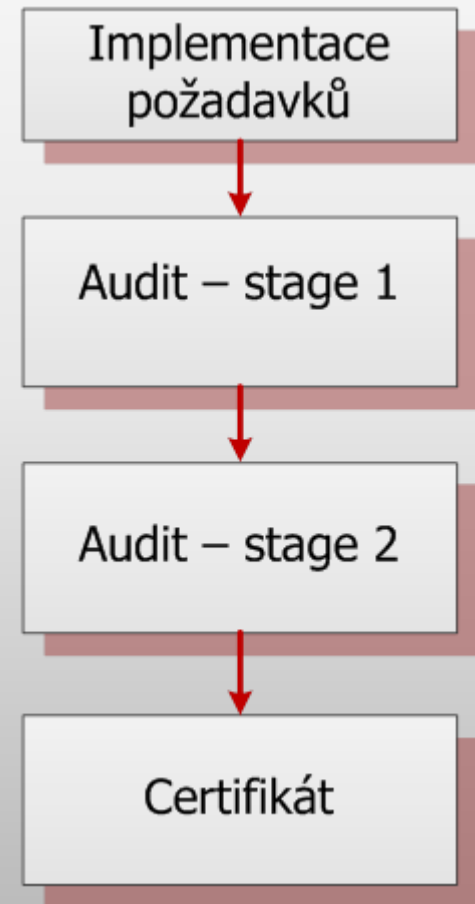 Implementace
požadavků
Audit – stage 1
Audit – stage 2
Certifikát